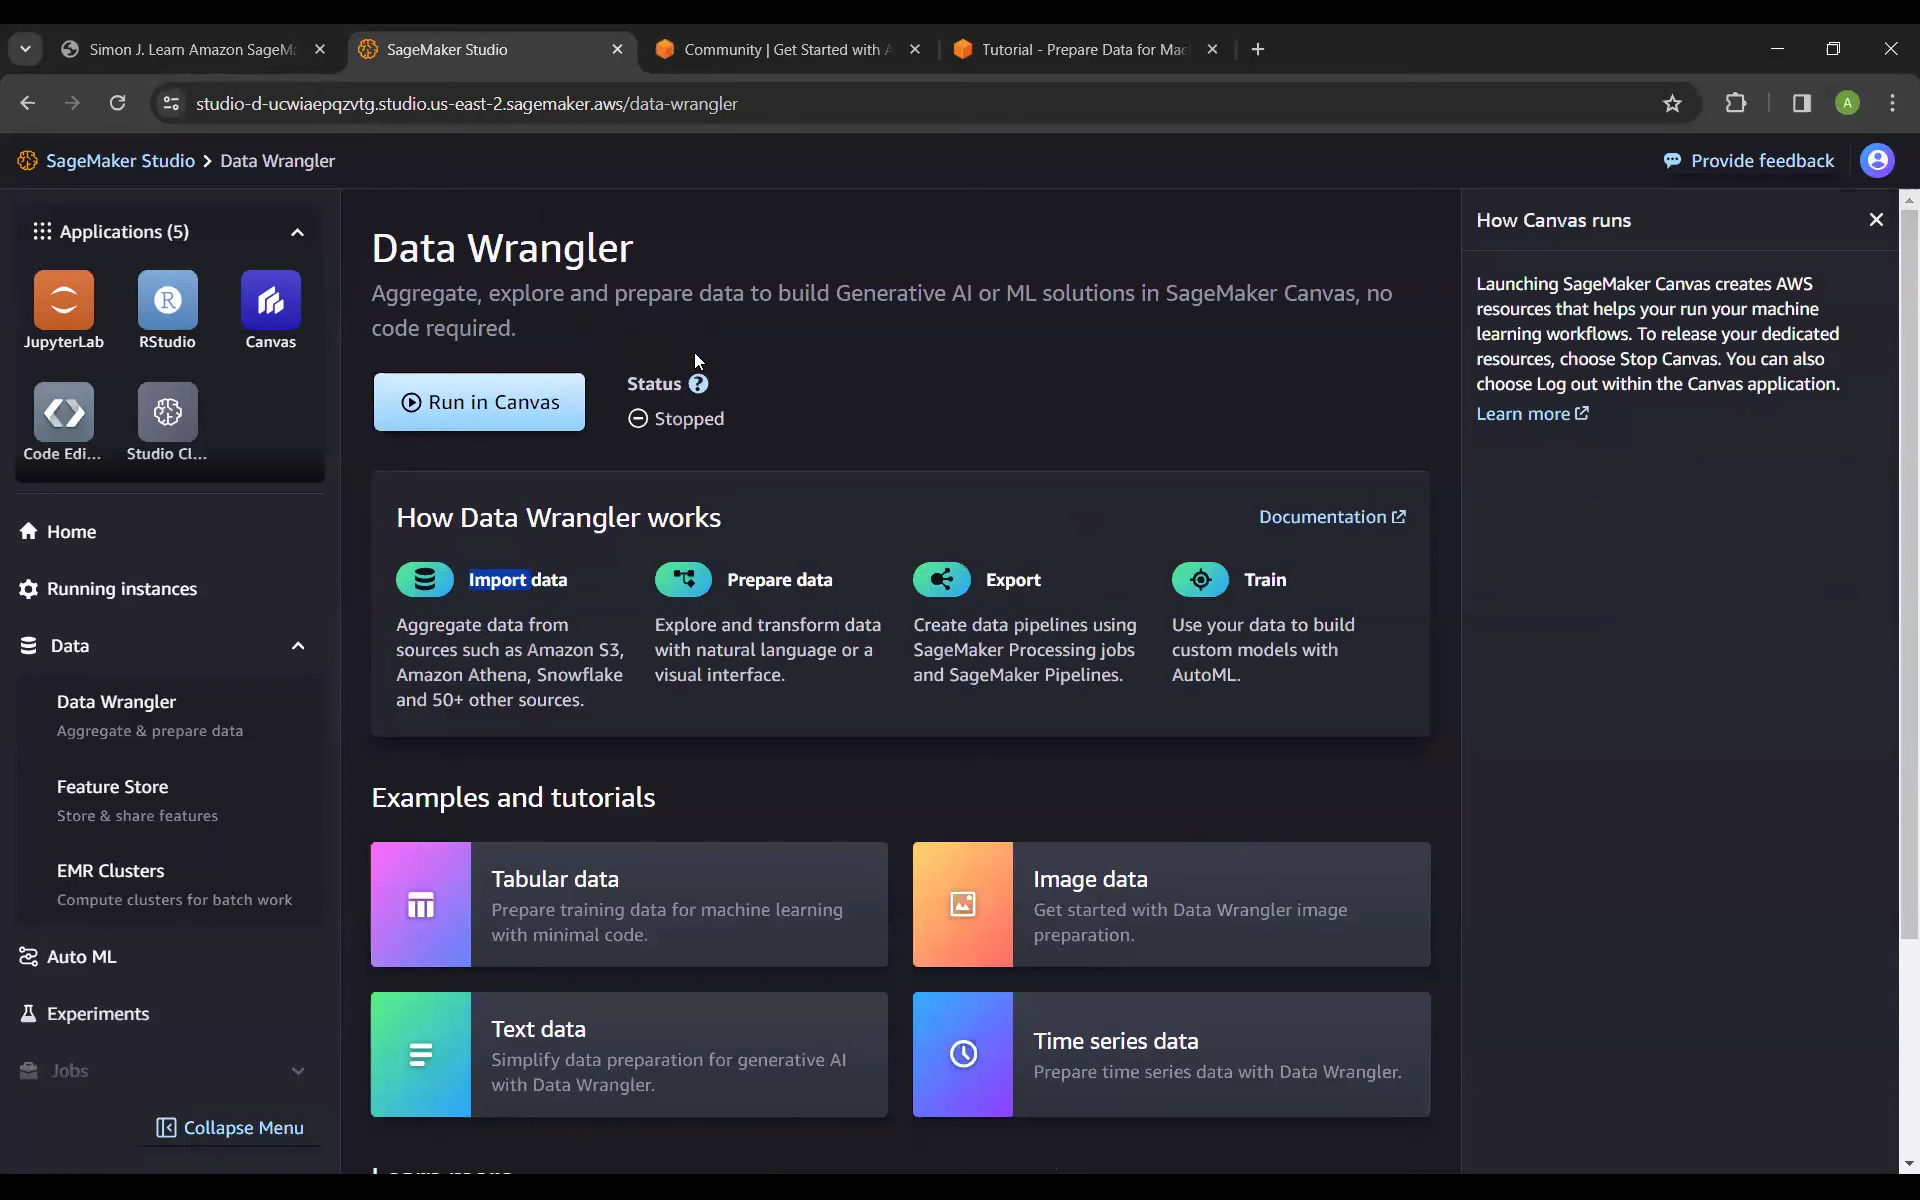 Simon J. Learn Amazon SageM
SageMaker Studio
Community | Get Started with A
Tutorial - Prepare Data for Mac
studio-d-ucwiaepqzvtg.studio.us-east-2.sagemaker.aws/data-wrangler
A
SageMaker Studio > Data Wrangler
Provide feedback
Applications (5)
JupyterLab
R
RStudio
Canvas
Code Edi...
Studio Cl...
Home
Running instances
Data
Data Wrangler
Aggregate & prepare data
Feature Store
Store & share features
EMR Clusters
Compute clusters for batch work
Auto ML
Experiments
Jobs
Collapse Menu
Data Wrangler
Aggregate, explore and prepare data to build Generative AI or ML solutions in SageMaker Canvas, no
code required.
Run in Canvas
Status ?
Stopped
How Data Wrangler works
Documentation
Import data
Aggregate data from
sources such as Amazon S3,
Amazon Athena, Snowflake
and 50+ other sources.
Prepare data
Explore and transform data
with natural language or a
visual interface.
Export
Create data pipelines using
SageMaker Processing jobs
and SageMaker Pipelines.
Train
Use your data to build
custom models with
AutoML.
Examples and tutorials
Tabular data
Prepare training data for machine learning
with minimal code.
Image data
Get started with Data Wrangler image
preparation.
Text data
Simplify data preparation for generative AI
with Data Wrangler.
Time series data
Prepare time series data with Data Wrangler.
Learn more
How Canvas runs
Launching SageMaker Canvas creates AWS
resources that helps your run your machine
learning workflows. To release your dedicated
resources, choose Stop Canvas. You can also
choose Log out within the Canvas application.
Learn more